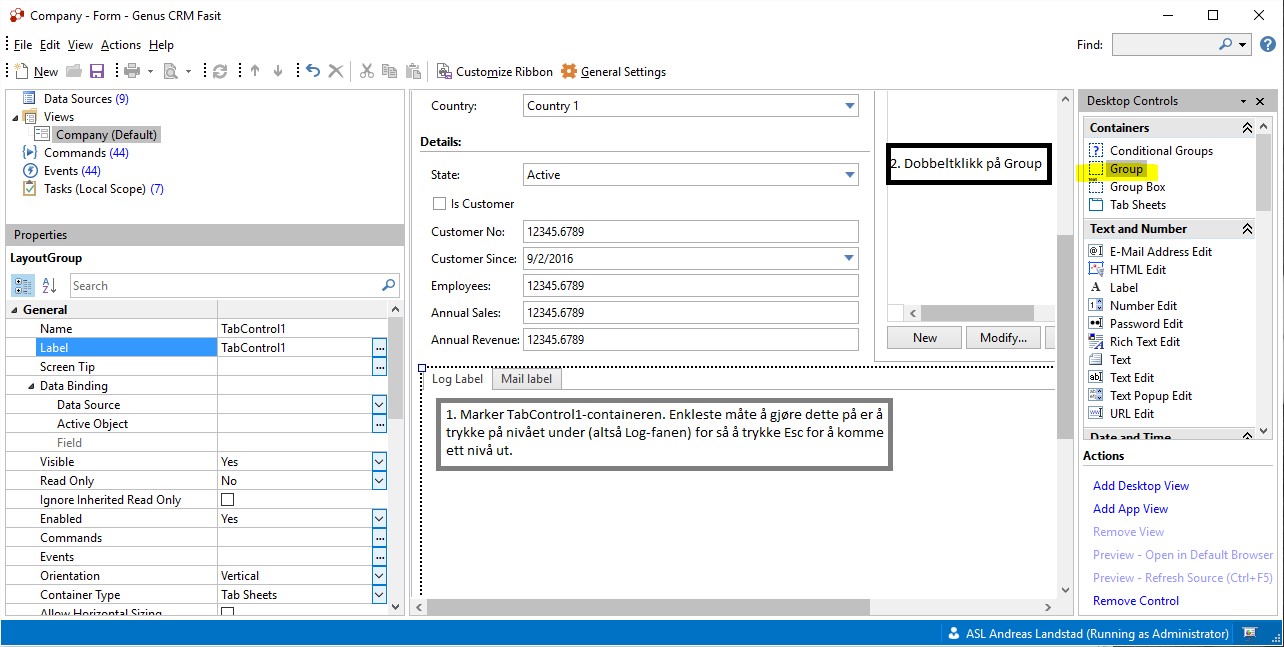 Company - Form - Genus CRM Fasit
File Edit View Actions Help
Find:
New
Customize Ribbon
General Settings
Data Sources (9)
Views
Company (Default)
Commands (44)
Events (44)
Tasks (Local Scope) (7)
Properties
LayoutGroup
Search
General
Name TabControl1
Label TabControl1
Screen Tip
Data Binding
Data Source
Active Object
Field
Visible Yes
Read Only No
Ignore Inherited Read Only
Enabled Yes
Commands
Events
Orientation Vertical
Container Type Tab Sheets
Allow Horizontal Sizing
Country: Country 1
Details:
State: Active
Is Customer
Customer No: 12345.6789
Customer Since: 9/2/2016
Employees: 12345.6789
Annual Sales: 12345.6789
Annual Revenue: 12345.6789
2. Dobbeltklikk på Group
New Modify...
Log Label Mail label
1. Marker TabControl1-containeren. Enkleste måte å gjøre dette på er å
trykke på nivået under (altså Log-fanen) for så å trykke Esc for å komme
ett nivå ut.
Desktop Controls
Containers
Conditional Groups
Group
Group Box
Tab Sheets
Text and Number
E-Mail Address Edit
HTML Edit
Label
Number Edit
Password Edit
Rich Text Edit
Text
Text Edit
Text Popup Edit
URL Edit
Date and Time
Actions
Add Desktop View
Add App View
Remove View
Preview - Open in Default Browser
Preview - Refresh Source (Ctrl+F5)
Remove Control
ASL Andreas Landstad (Running as Administrator)